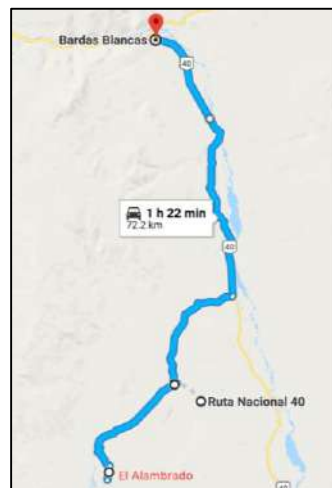 Bardas Blancas
40
1 h 22 min
72.2 km
40
Ruta Nacional 40
El Alambrado
40